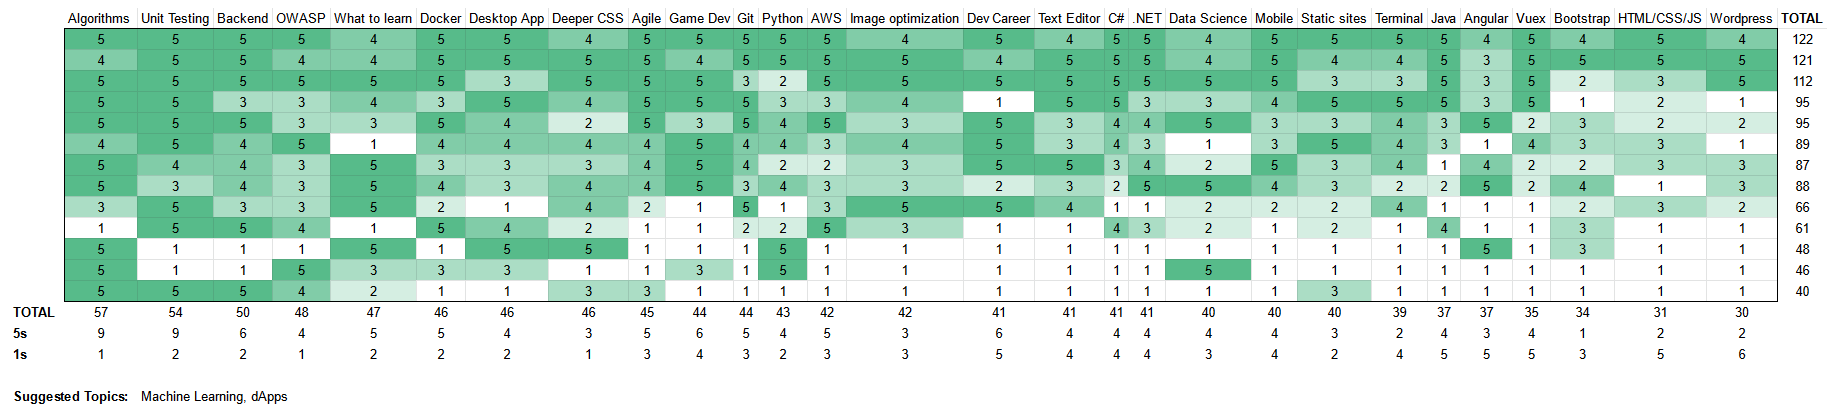 Algorithms Unit Testing Backend OWASP What to learn Docker Desktop App Deeper CSS Agile Game Dev Git Python AWS Image optimization Dev Career Text Editor C# .NET Data Science Mobile Static sites Terminal Java Angular Vuex Bootstrap HTML/CSS/JS Wordpress TOTAL
5 5 5 5 4 5 5 4 5 5 5 5 5 4 5 4 5 5 4 5 5 5 5 4 5 4 5 4 122
4 5 5 4 4 5 5 5 5 4 5 5 5 5 4 5 5 5 4 5 4 4 5 3 5 5 5 5 121
5 5 5 5 5 5 3 5 5 5 3 2 5 5 5 5 5 5 5 5 3 3 5 3 5 2 3 5 112
5 5 3 3 4 3 5 4 5 5 5 3 3 4 1 5 5 3 3 4 5 5 5 3 5 1 2 1 95
5 5 5 3 3 5 4 2 5 3 5 4 5 3 5 3 4 4 5 3 3 4 3 5 2 3 2 2 95
4 5 4 5 1 4 4 4 4 5 4 4 3 4 5 3 4 4 1 3 5 4 3 1 4 3 3 1 89
5 4 4 3 5 3 3 3 4 5 4 2 2 3 5 5 3 4 2 5 3 4 1 4 2 2 3 3 87
5 3 4 3 5 4 3 4 4 5 3 4 3 3 2 3 2 5 5 4 3 2 2 5 2 4 1 3 88
3 5 3 3 5 2 1 4 2 1 5 1 3 5 5 4 1 1 2 2 2 4 1 1 1 2 3 2 66
1 5 5 4 1 5 4 2 1 1 2 2 5 3 1 1 4 3 2 1 2 1 4 1 1 3 1 1 61
5 1 1 1 5 1 5 5 1 1 1 5 1 1 1 1 1 1 1 1 1 1 1 5 1 3 1 1 48
5 1 1 5 3 3 3 1 1 3 1 5 1 1 1 1 1 1 5 1 1 1 1 1 1 1 1 1 46
5 5 5 4 2 1 1 3 3 1 1 1 1 1 1 1 1 1 1 1 3 1 1 1 1 1 1 1 40
TOTAL 57 54 50 48 47 46 46 46 45 44 44 43 42 42 41 41 41 41 40 40 40 39 37 37 35 34 31 30
5s 9 9 6 4 5 5 4 3 5 6 5 4 5 3 6 4 4 4 4 4 3 2 4 3 4 1 2 2
1s 1 2 2 1 2 2 2 1 3 4 3 2 3 3 5 4 4 4 3 4 2 4 5 5 5 3 5 6
Suggested Topics: Machine Learning, dApps